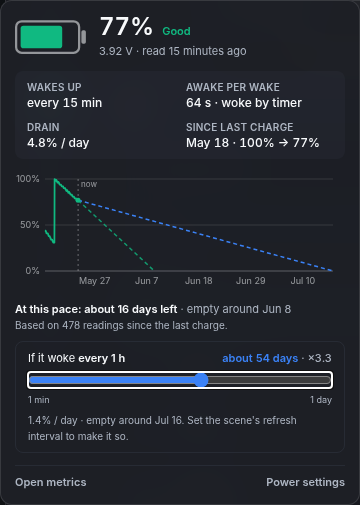 77% Good
3.92 V · read 15 minutes ago
WAKES UP
every 15 min
AWAKE PER WAKE
64 s · woke by timer
DRAIN
4.8% / day
SINCE LAST CHARGE
May 18 · 100% → 77%
100%
now
50%
0%
May 27 Jun 7 Jun 18 Jun 29 Jul 10
At this pace: about 16 days left · empty around Jun 8
Based on 478 readings since the last charge.
If it woke every 1 h about 54 days · ×3.3
1 min 1 day
1.4% / day · empty around Jul 16. Set the scene's refresh
interval to make it so.
Open metrics Power settings